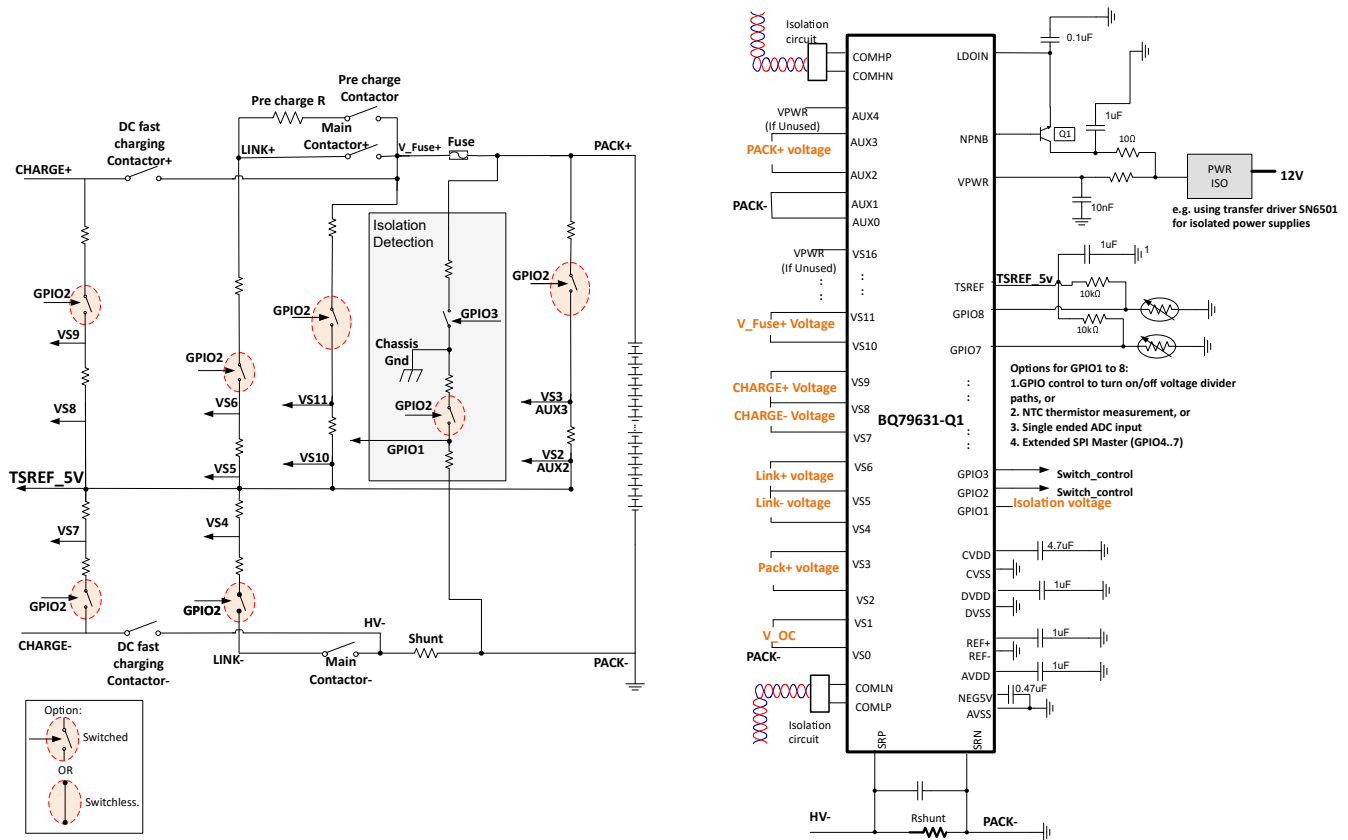 Pre charge
Contactor
Pre charge R
DC fast
charging
Contactor+
Main
Contactor+
LINK+
V_Fuse+
Fuse
PACK+
CHARGE+
Isolation
Detection
GPIO2
GPIO2
GPIO2
GPIO3
VS9
Chassis
Gnd
GPIO2
VS8
VS6
VS11
GPIO2
VS3
AUX3
GPIO1
VS5
VS10
VS2
AUX2
TSREF_5V
VS7
VS4
GPIO2
GPIO2
CHARGE-
DC fast
charging
Contactor-
LINK-
HV-
Main
Contactor-
Shunt
PACK-
Option:
Switched
OR
Switchless.
Isolation
circuit
COMHP
COMHN
VPWR
(If Unused)
AUX4
AUX3
PACK+ voltage
AUX2
PACK-
AUX1
AUX0
VPWR
(If Unused)
VS16
V_Fuse+ Voltage
VS11
VS10
CHARGE+ Voltage
VS9
CHARGE- Voltage
VS8
VS7
BQ79631-Q1
Link+ voltage
VS6
Link- voltage
VS5
VS4
Pack+ voltage
VS3
VS2
V_OC
VS1
PACK-
VS0
COMLN
COMLP
Isolation
circuit
SRP
SRN
HV-
Rshunt
PACK-
0.1uF
LDOIN
1uF
NPNB
Q1
10Ω
VPWR
10nF
PWR
ISO
12V
e.g. using transfer driver SN6501
for isolated power supplies
1uF
1
TSREF
TSREF_5v
10kΩ
GPIO8
10kΩ
GPIO7
Options for GPIO1 to 8:
1.GPIO control to turn on/off voltage divider
paths, or
2. NTC thermistor measurement, or
3. Single ended ADC input
4. Extended SPI Master (GPIO4..7)
GPIO3
Switch_control
GPIO2
Switch_control
GPIO1
Isolation voltage
CVDD
4.7uF
CVSS
DVDD
1uF
DVSS
REF+
1uF
REF-
AVDD
1uF
NEG5V
0.47uF
AVSS